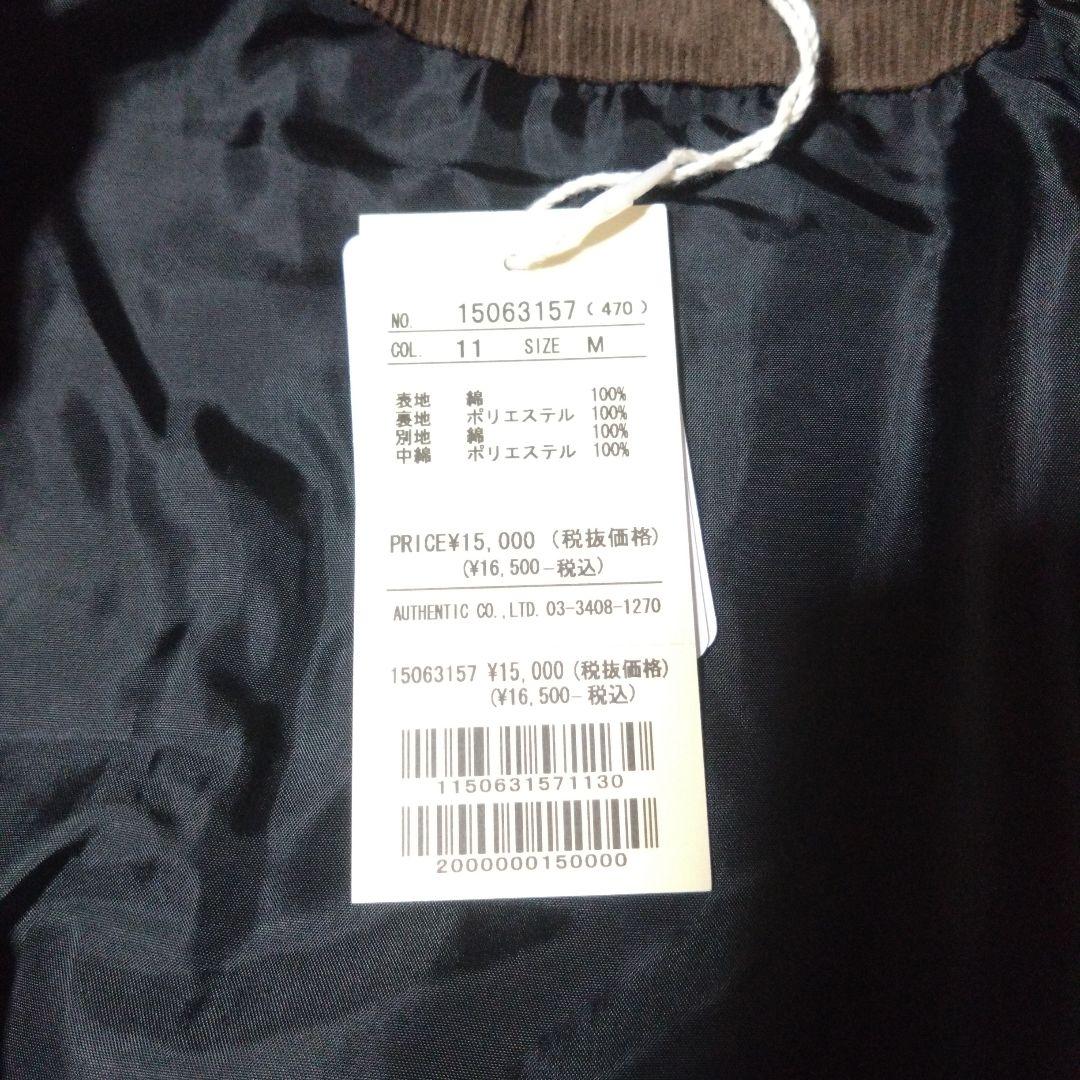 NO. 15063157 (470)
COL. 11 SIZE M
表地 綿 100%
裏地 ポリエステル 100%
別地 綿 100%
中綿 ポリエステル 100%
PRICE¥15,000 (税抜価格)
(¥16,500-税込)
AUTHENTIC CO.,LTD. 03-3408-1270
15063157 ¥15,000 (税抜価格)
(¥16,500-税込)
1150631571130
2000000150000